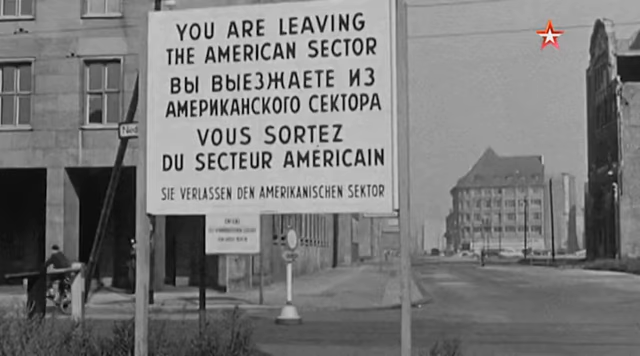 YOU ARE LEAVING
THE AMERICAN SECTOR
ВЫ ВЫЕЗЖАЕТЕ ИЗ
АМЕРИКАНСКОГО СЕКТОРА
VOUS SORTEZ
DU SECTEUR AMÉRICAIN
SIE VERLASSEN DEN AMERIKANISCHEN SEKTOR